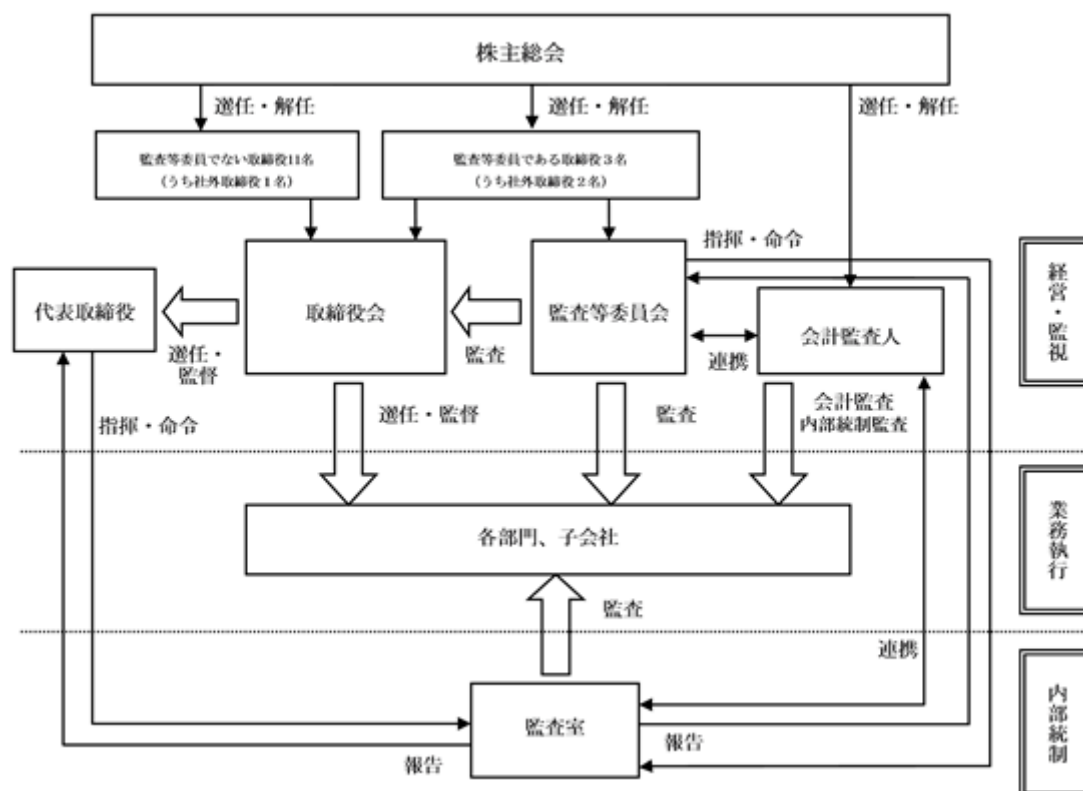 株主総会
選任・解任
選任・解任
選任・解任
監査等委員でない取締役11名
(うち社外取締役1名)
監査等委員である取締役3名
(うち社外取締役2名)
指揮・命令
代表取締役
取締役会
監査等委員会
会計監査人
経営・監視
選任・
監督
監査
連携
指揮・命令
選任・監督
監査
会計監査
内部統制監査
各部門、子会社
業務執行
監査
連携
監査室
報告
報告
内部統制